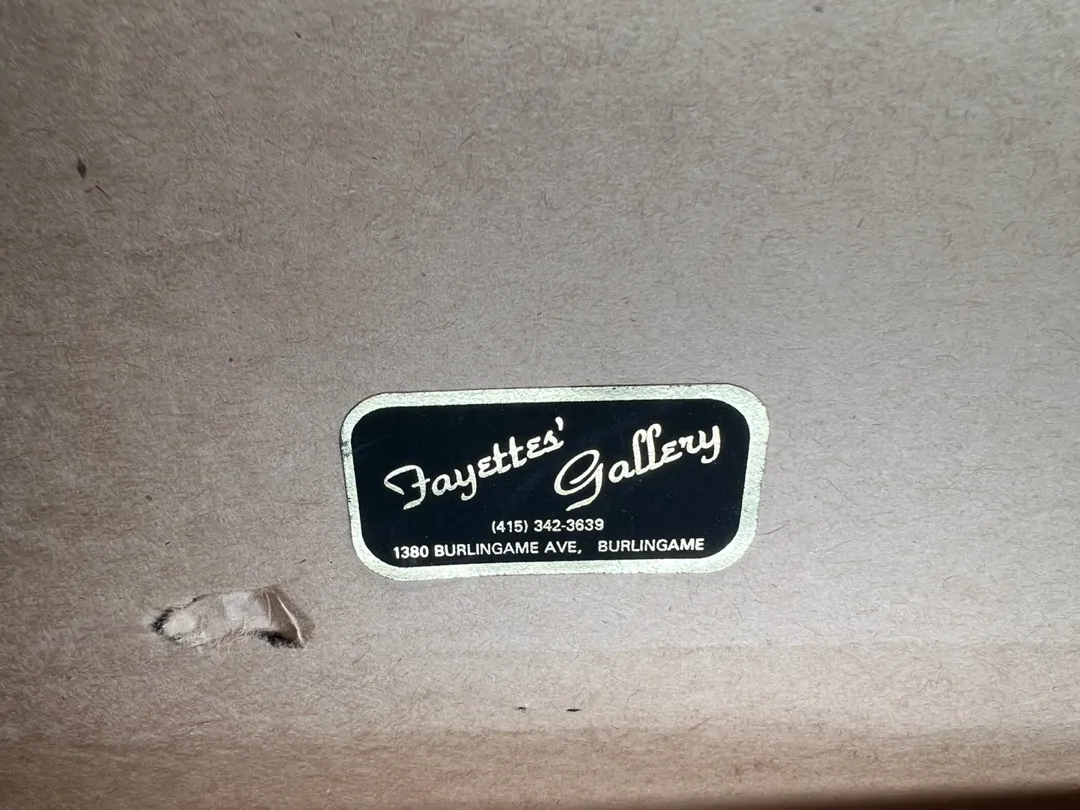 Fayettes' Gallery
(415) 342-3639
1380 BURLINGAME AVE, BURLINGAME